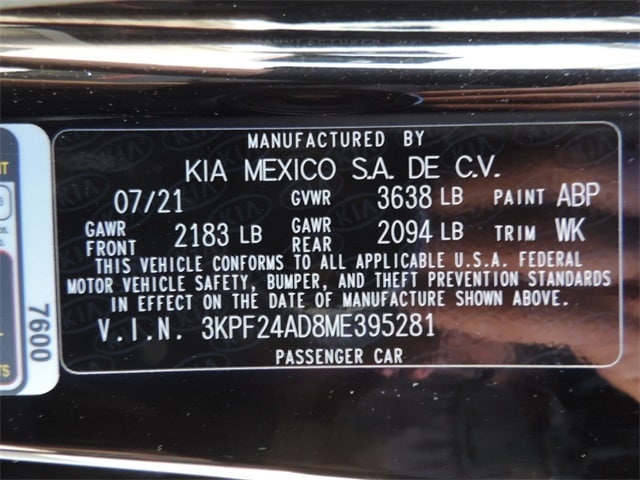 MANUFACTURED BY
KIA MEXICO S.A. DE C.V.
07/21 GVWR 3638 LB PAINT ABP
GAWR FRONT 2183 LB GAWR REAR 2094 LB TRIM WK
THIS VEHICLE CONFORMS TO ALL APPLICABLE U.S.A. FEDERAL
MOTOR VEHICLE SAFETY, BUMPER, AND THEFT PREVENTION STANDARDS
IN EFFECT ON THE DATE OF MANUFACTURE SHOWN ABOVE.
V.I.N. 3KPF24AD8ME395281
PASSENGER CAR
7600